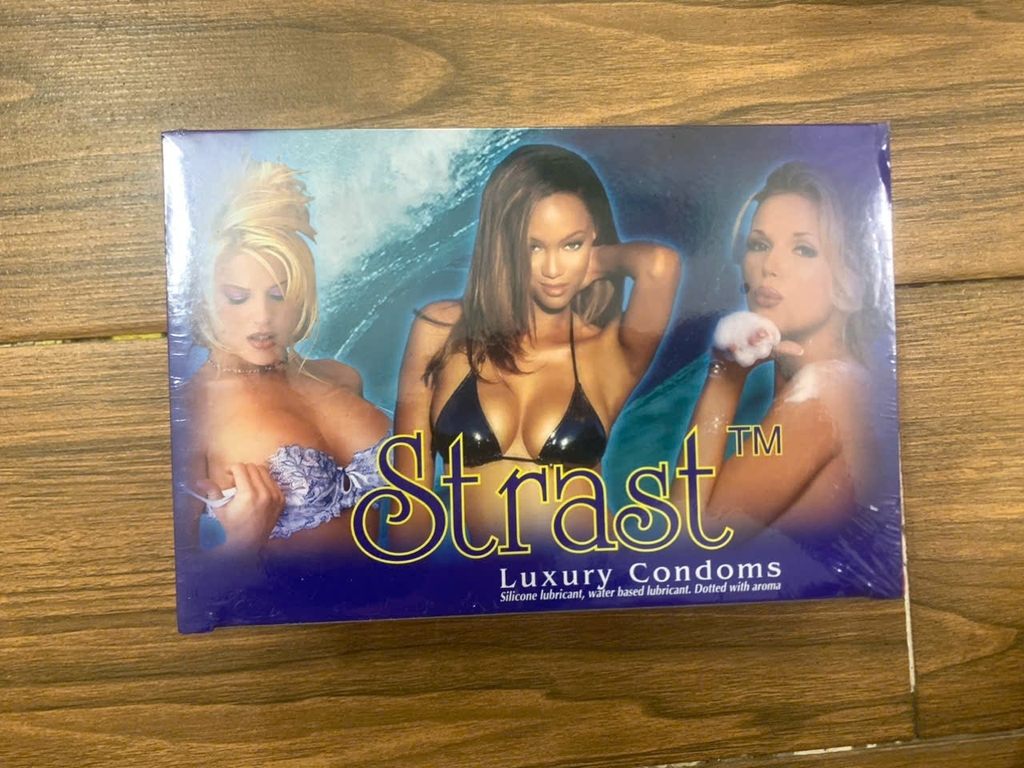 Strast™
Luxury Condoms
Silicone lubricant, water based lubricant. Dotted with aroma